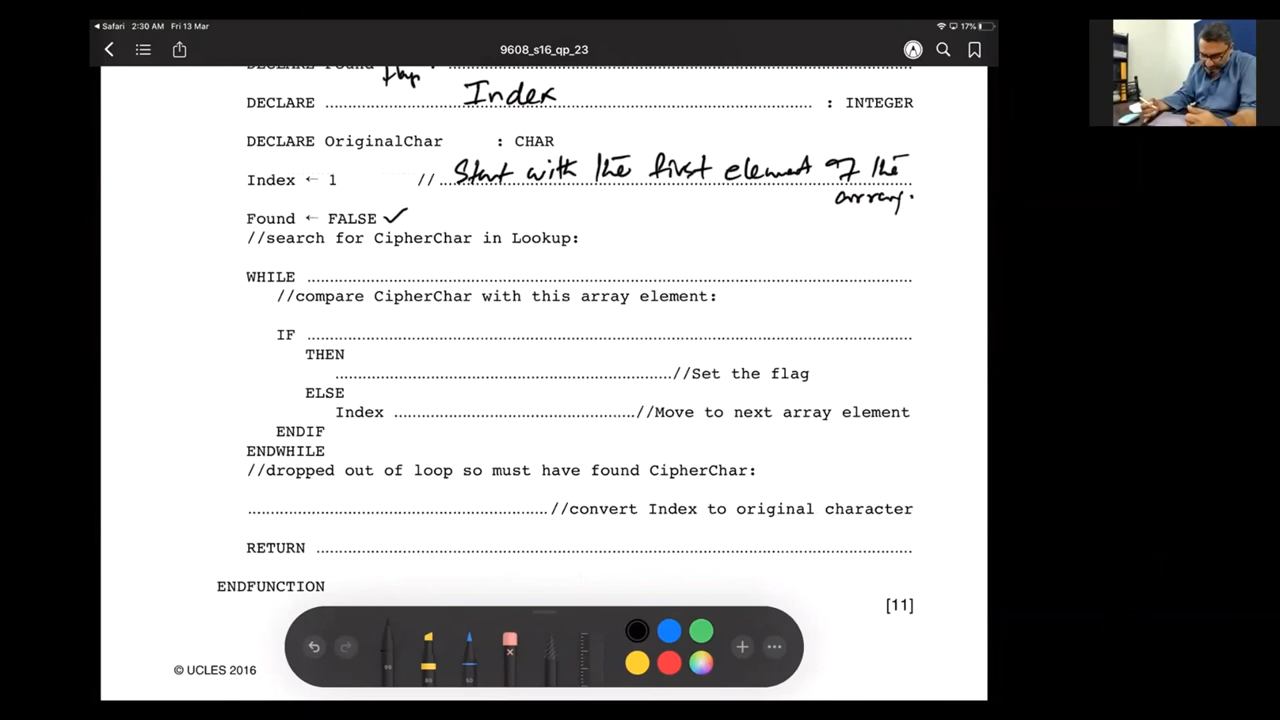 Safari 2:30 AM Fri 13 Mar 17%
9608_s16_qp_23
DECLARE Found :
flag
DECLARE Index : INTEGER
DECLARE OriginalChar : CHAR
Index ← 1 // Start with the first element of the
array.
Found ← FALSE ✓
//search for CipherChar in Lookup:
WHILE
//compare CipherChar with this array element:
IF
THEN
//Set the flag
ELSE
Index //Move to next array element
ENDIF
ENDWHILE
//dropped out of loop so must have found CipherChar:
//convert Index to original character
RETURN
ENDFUNCTION
[11]
© UCLES 2016